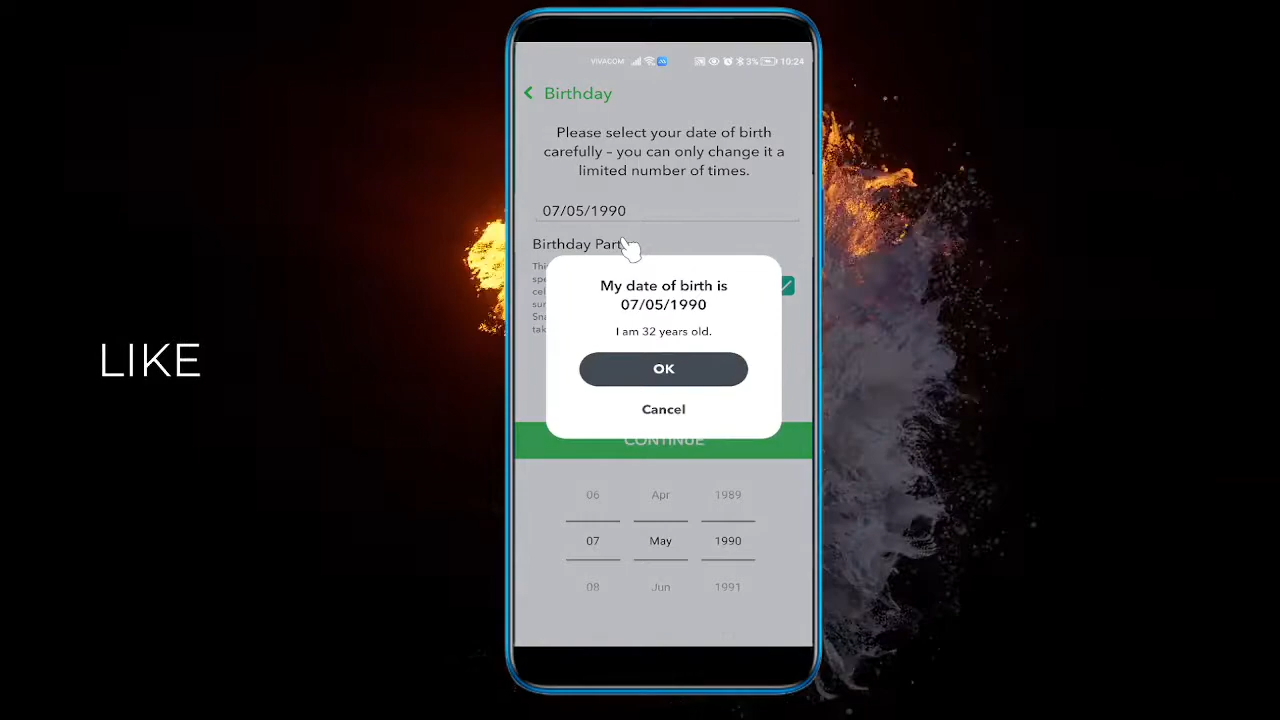 LIKE
VIVACOM 3% 10:24
Birthday
Please select your date of birth
carefully – you can only change it a
limited number of times.
07/05/1990
Birthday Part
My date of birth is
07/05/1990
I am 32 years old.
OK
Cancel
CONTINUE
06 Apr 1989
07 May 1990
08 Jun 1991